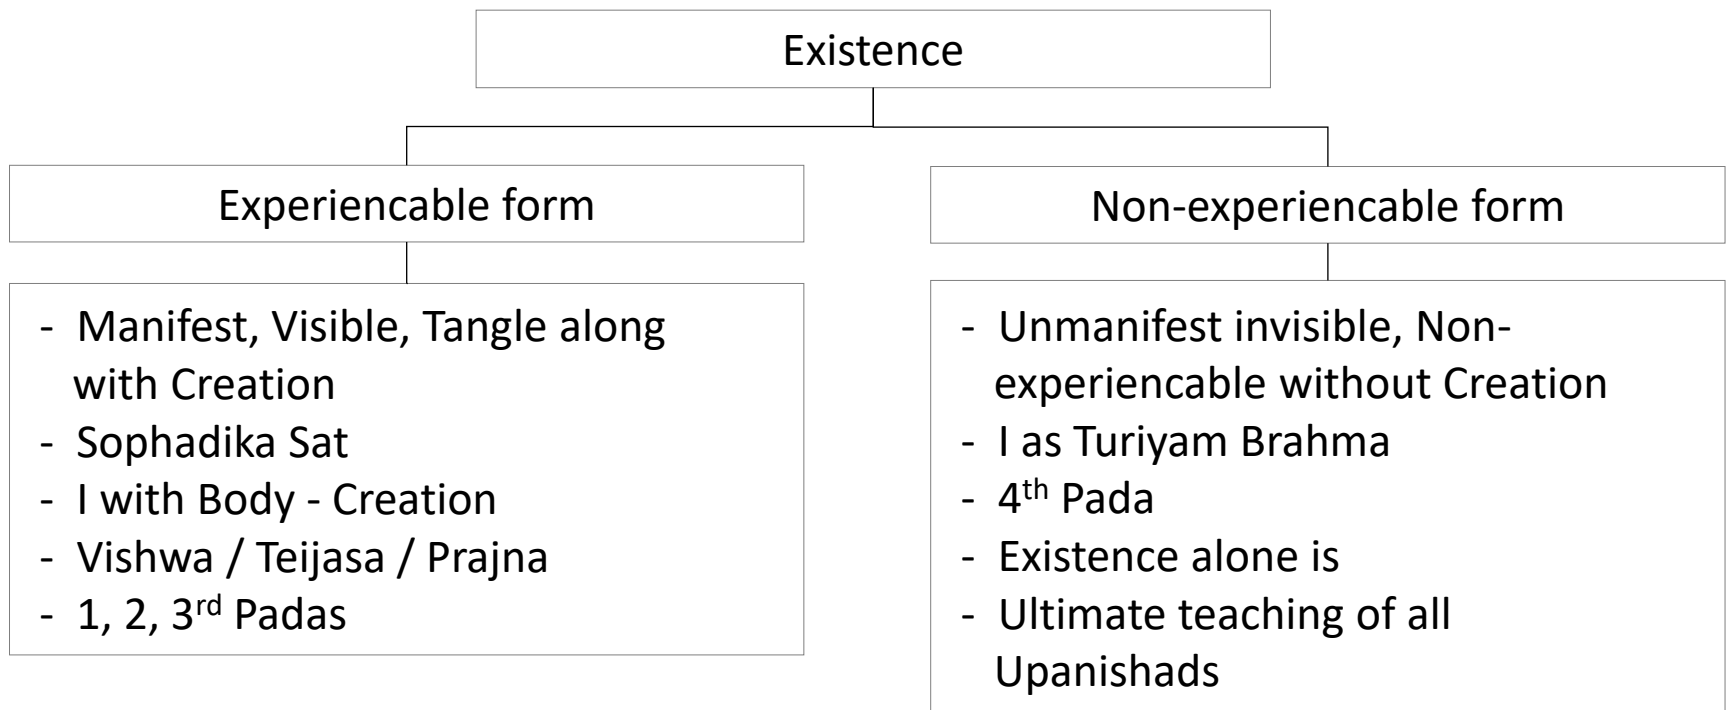 Existence
Experiencable form
Non-experiencable form
- Manifest, Visible, Tangle along
with Creation
- Sophadika Sat
- I with Body - Creation
- Vishwa / Teijasa / Prajna
- 1, 2, 3rd Padas
- Unmanifest invisible, Non-
experiencable without Creation
- I as Turiyam Brahma
- 4th Pada
- Existence alone is
- Ultimate teaching of all
Upanishads